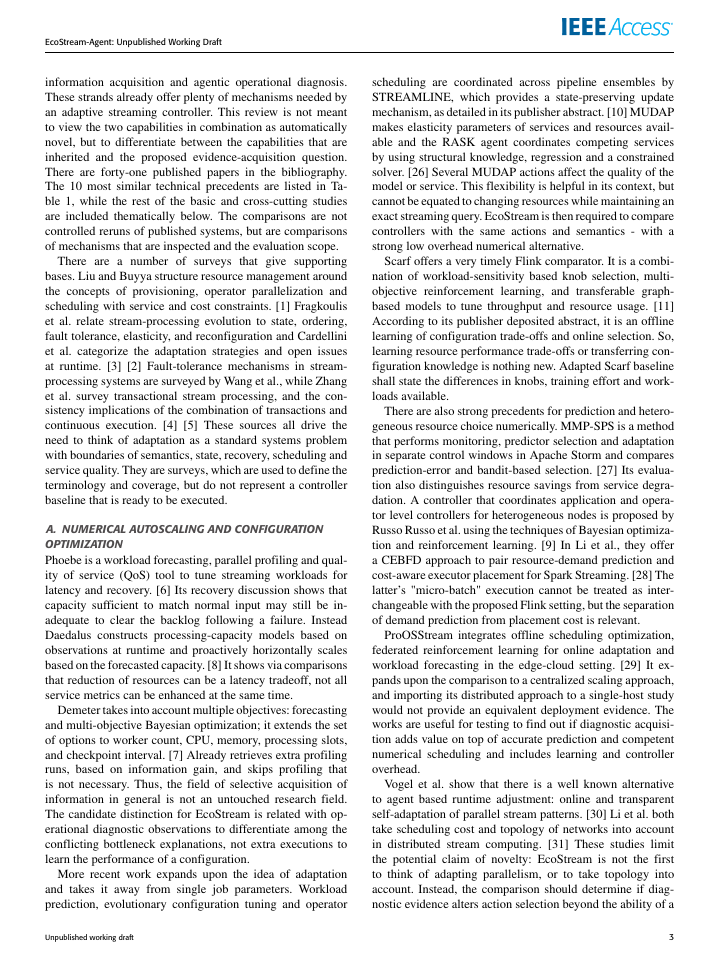 EcoStream-Agent: Unpublished Working Draft
IEEE Access
information acquisition and agentic operational diagnosis.
These strands already offer plenty of mechanisms needed by
an adaptive streaming controller. This review is not meant
to view the two capabilities in combination as automatically
novel, but to differentiate between the capabilities that are
inherited and the proposed evidence-acquisition question.
There are forty-one published papers in the bibliography.
The 10 most similar technical precedents are listed in Ta-
ble 1, while the rest of the basic and cross-cutting studies
are included thematically below. The comparisons are not
controlled reruns of published systems, but are comparisons
of mechanisms that are inspected and the evaluation scope.
There are a number of surveys that give supporting
bases. Liu and Buyya structure resource management around
the concepts of provisioning, operator parallelization and
scheduling with service and cost constraints. [1] Fragkoulis
et al. relate stream-processing evolution to state, ordering,
fault tolerance, elasticity, and reconfiguration and Cardellini
et al. categorize the adaptation strategies and open issues
at runtime. [3] [2] Fault-tolerance mechanisms in stream-
processing systems are surveyed by Wang et al., while Zhang
et al. survey transactional stream processing, and the con-
sistency implications of the combination of transactions and
continuous execution. [4] [5] These sources all drive the
need to think of adaptation as a standard systems problem
with boundaries of semantics, state, recovery, scheduling and
service quality. They are surveys, which are used to define the
terminology and coverage, but do not represent a controller
baseline that is ready to be executed.
A. NUMERICAL AUTOSCALING AND CONFIGURATION
OPTIMIZATION
Phoebe is a workload forecasting, parallel profiling and qual-
ity of service (QoS) tool to tune streaming workloads for
latency and recovery. [6] Its recovery discussion shows that
capacity sufficient to match normal input may still be in-
adequate to clear the backlog following a failure. Instead
Daedalus constructs processing-capacity models based on
observations at runtime and proactively horizontally scales
based on the forecasted capacity. [8] It shows via comparisons
that reduction of resources can be a latency tradeoff, not all
service metrics can be enhanced at the same time.
Demeter takes into account multiple objectives: forecasting
and multi-objective Bayesian optimization; it extends the set
of options to worker count, CPU, memory, processing slots,
and checkpoint interval. [7] Already retrieves extra profiling
runs, based on information gain, and skips profiling that
is not necessary. Thus, the field of selective acquisition of
information in general is not an untouched research field.
The candidate distinction for EcoStream is related with op-
erational diagnostic observations to differentiate among the
conflicting bottleneck explanations, not extra executions to
learn the performance of a configuration.
More recent work expands upon the idea of adaptation
and takes it away from single job parameters. Workload
prediction, evolutionary configuration tuning and operator
scheduling are coordinated across pipeline ensembles by
STREAMLINE, which provides a state-preserving update
mechanism, as detailed in its publisher abstract. [10] MUDAP
makes elasticity parameters of services and resources avail-
able and the RASK agent coordinates competing services
by using structural knowledge, regression and a constrained
solver. [26] Several MUDAP actions affect the quality of the
model or service. This flexibility is helpful in its context, but
cannot be equated to changing resources while maintaining an
exact streaming query. EcoStream is then required to compare
controllers with the same actions and semantics - with a
strong low overhead numerical alternative.
Scarf offers a very timely Flink comparator. It is a combi-
nation of workload-sensitivity based knob selection, multi-
objective reinforcement learning, and transferable graph-
based models to tune throughput and resource usage. [11]
According to its publisher deposited abstract, it is an offline
learning of configuration trade-offs and online selection. So,
learning resource performance trade-offs or transferring con-
figuration knowledge is nothing new. Adapted Scarf baseline
shall state the differences in knobs, training effort and work-
loads available.
There are also strong precedents for prediction and hetero-
geneous resource choice numerically. MMP-SPS is a method
that performs monitoring, predictor selection and adaptation
in separate control windows in Apache Storm and compares
prediction-error and bandit-based selection. [27] Its evalua-
tion also distinguishes resource savings from service degra-
dation. A controller that coordinates application and opera-
tor level controllers for heterogeneous nodes is proposed by
Russo Russo et al. using the techniques of Bayesian optimiza-
tion and reinforcement learning. [9] In Li et al., they offer
a CEBFD approach to pair resource-demand prediction and
cost-aware executor placement for Spark Streaming. [28] The
latter's "micro-batch" execution cannot be treated as inter-
changeable with the proposed Flink setting, but the separation
of demand prediction from placement cost is relevant.
ProOSStream integrates offline scheduling optimization,
federated reinforcement learning for online adaptation and
workload forecasting in the edge-cloud setting. [29] It ex-
pands upon the comparison to a centralized scaling approach,
and importing its distributed approach to a single-host study
would not provide an equivalent deployment evidence. The
works are useful for testing to find out if diagnostic acquisi-
tion adds value on top of accurate prediction and competent
numerical scheduling and includes learning and controller
overhead.
Vogel et al. show that there is a well known alternative
to agent based runtime adjustment: online and transparent
self-adaptation of parallel stream patterns. [30] Li et al. both
take scheduling cost and topology of networks into account
in distributed stream computing. [31] These studies limit
the potential claim of novelty: EcoStream is not the first
to think of adapting parallelism, or to take topology into
account. Instead, the comparison should determine if diag-
nostic evidence alters action selection beyond the ability of a
Unpublished working draft
3